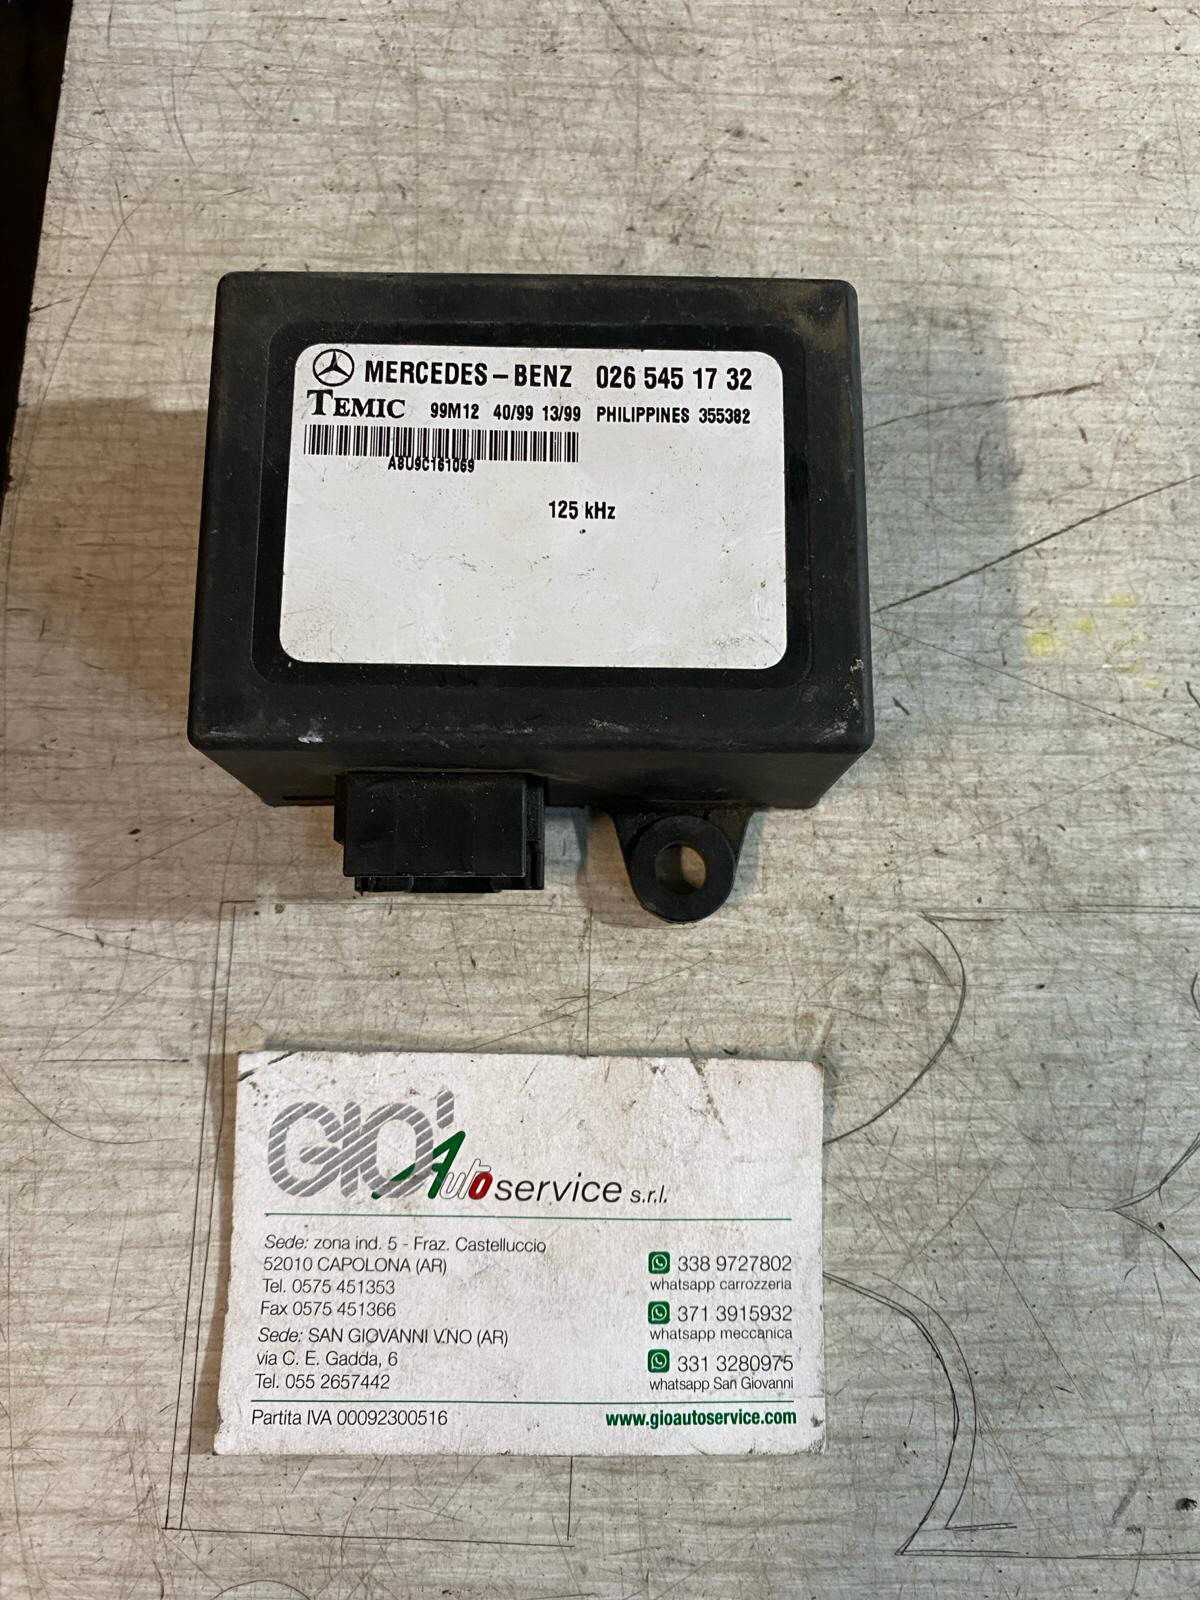 MERCEDES-BENZ 026 545 17 32
TEMIC 99M12 40/99 13/99 PHILIPPINES 355382
A8U9C161069
125 kHz
GIO' Auto service s.r.l.
Sede: zona ind. 5 - Fraz. Castelluccio
52010 CAPOLONA (AR)
Tel. 0575 451353
Fax 0575 451366
Sede: SAN GIOVANNI V.NO (AR)
via C. E. Gadda, 6
Tel. 055 2657442
338 9727802
whatsapp carrozzeria
371 3915932
whatsapp meccanica
331 3280975
whatsapp San Giovanni
Partita IVA 00092300516
www.gioautoservice.com